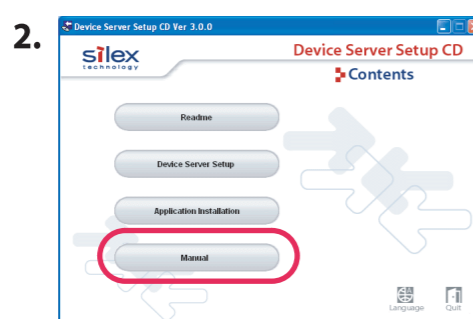 2.
Device Server Setup CD Ver 3.0.0
silex
technology
Device Server Setup CD
Contents
Readme
Device Server Setup
Application Installation
Manual
Language
Quit